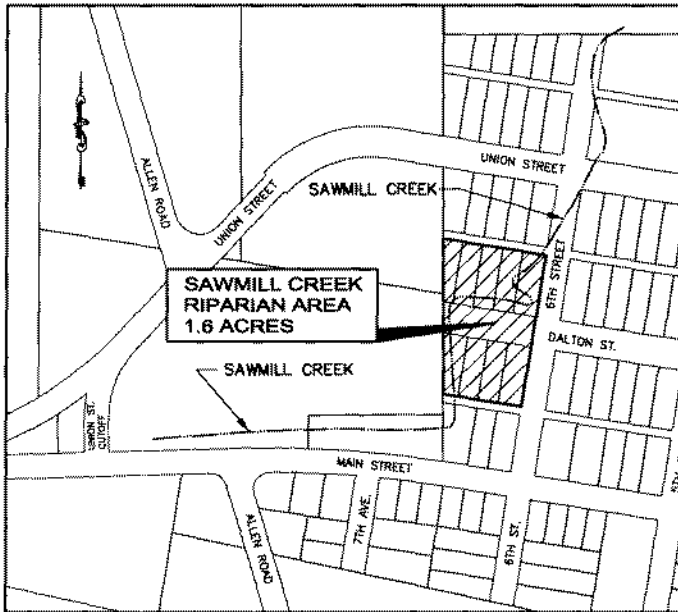 UNION STREET
SAWMILL CREEK
ALLEN ROAD
UNION STREET
6TH STREET
SAWMILL CREEK
RIPARIAN AREA
1.6 ACRES
DALTON ST.
SAWMILL CREEK
UNION ST.
CUTOFF
MAIN STREET
7TH AVE.
6TH ST.
ALLEN ROAD